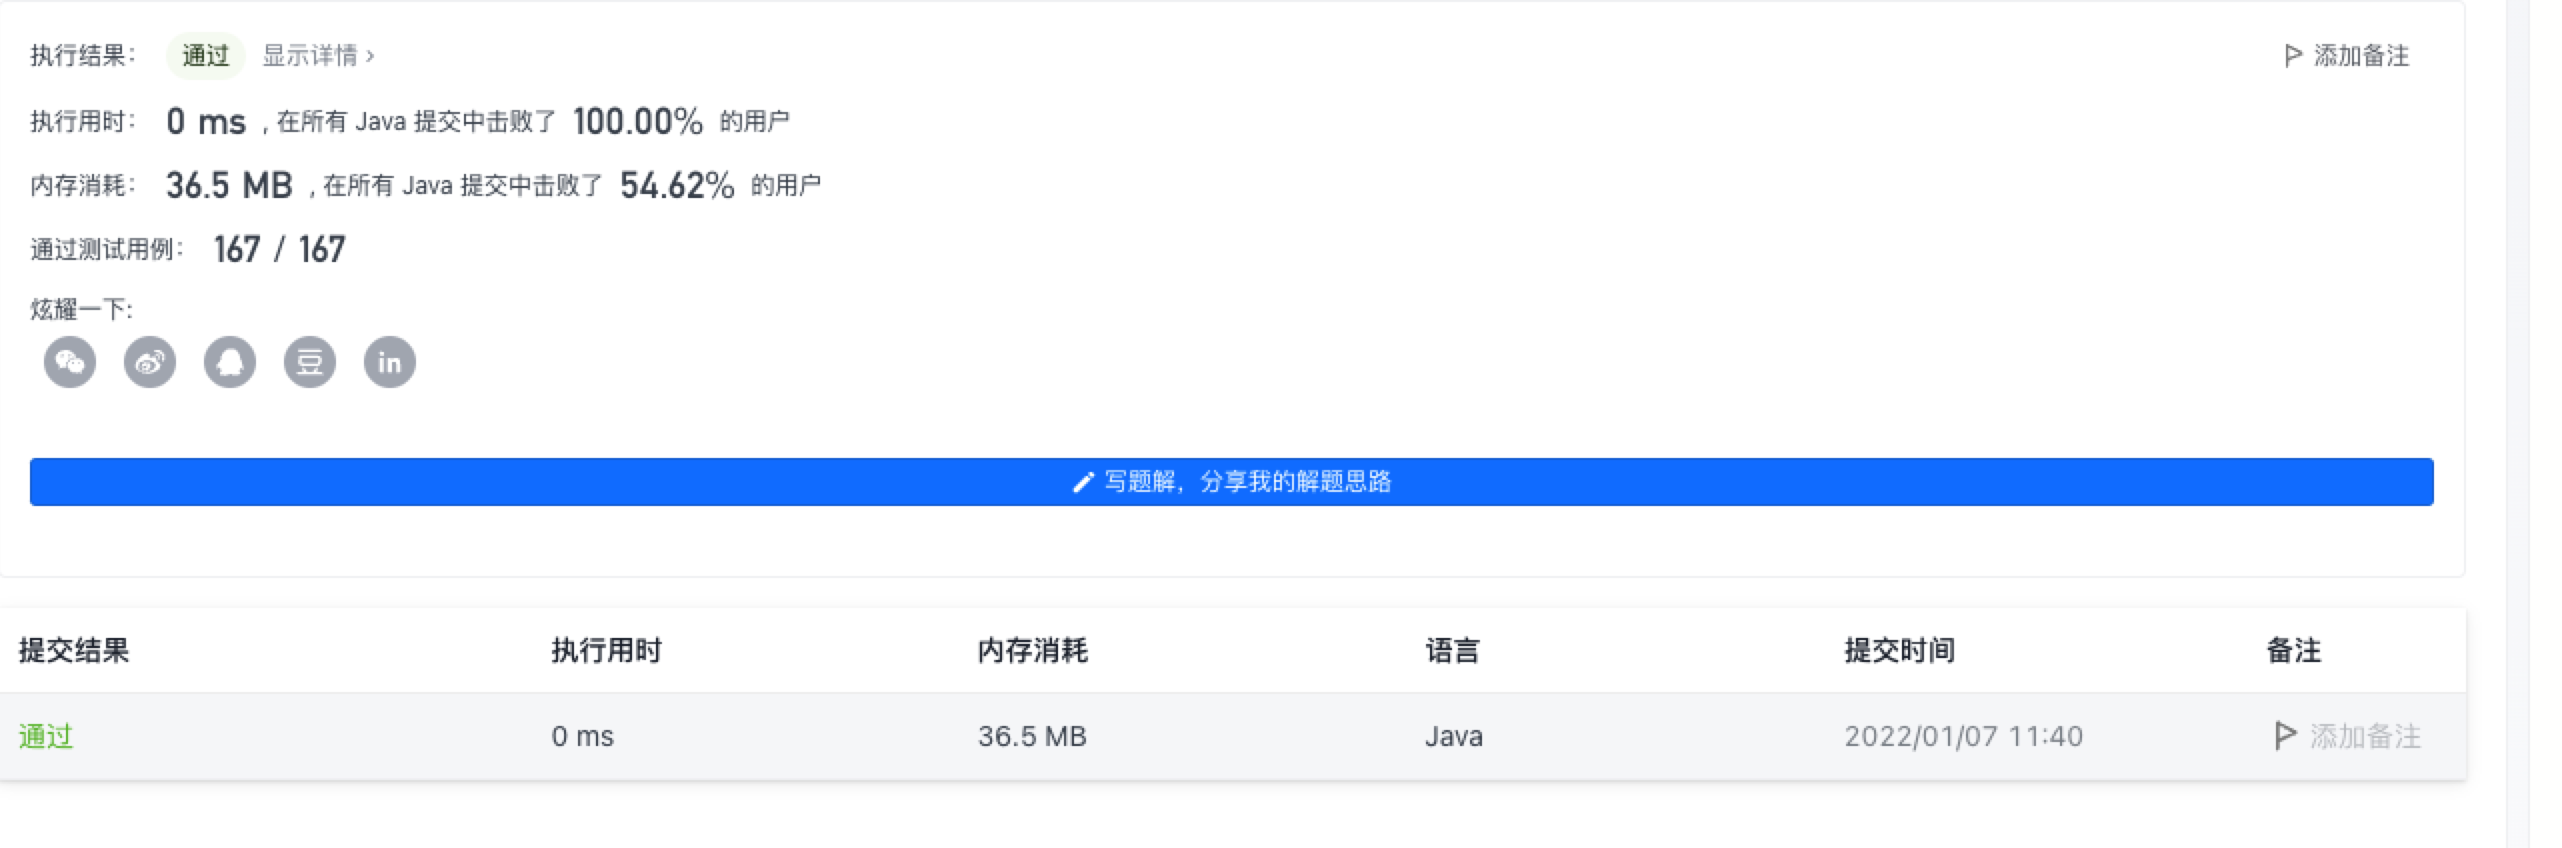 执行结果： 通过 显示详情 › 添加备注
执行用时： 0 ms , 在所有 Java 提交中击败了 100.00% 的用户
内存消耗： 36.5 MB , 在所有 Java 提交中击败了 54.62% 的用户
通过测试用例： 167 / 167
炫耀一下:
豆 in
写题解，分享我的解题思路
提交结果 执行用时 内存消耗 语言 提交时间 备注
通过 0 ms 36.5 MB Java 2022/01/07 11:40 添加备注